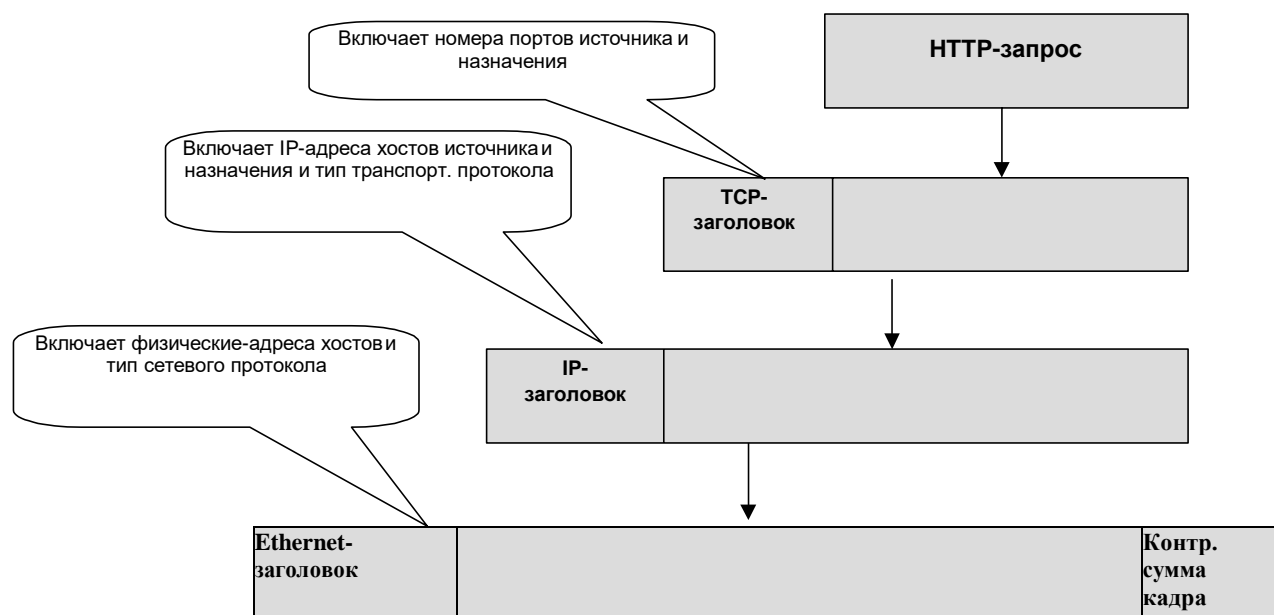 Включает номера портов источника и
назначения
HTTP-запрос
Включает IP-адреса хостов источника и
назначения и тип транспорт. протокола
TCP-
заголовок
Включает физические-адреса хостов и
тип сетевого протокола
IP-
заголовок
Ethernet-
заголовок
Контр.
сумма
кадра